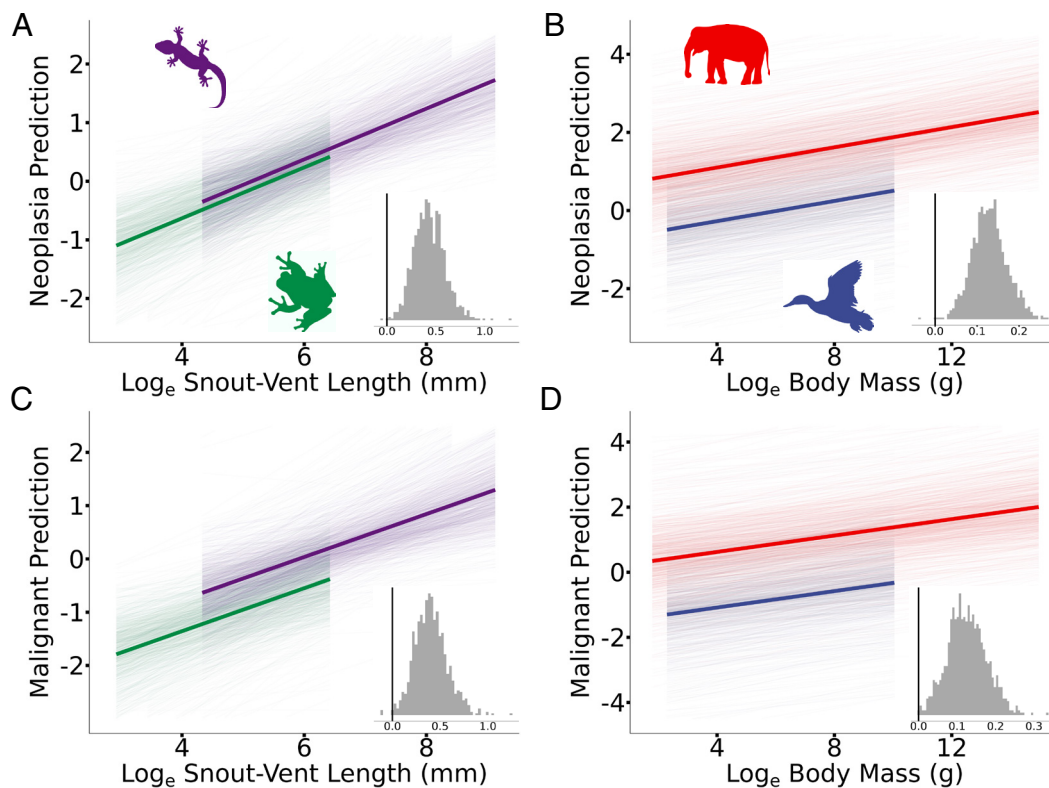 A
Neoplasia Prediction
2
1
0
-1
-2
0.0 0.5 1.0
4 6 8
Logₑ Snout-Vent Length (mm)
B
Neoplasia Prediction
4
2
0
-2
0.0 0.1 0.2
4 8 12
Logₑ Body Mass (g)
C
Malignant Prediction
2
1
0
-1
-2
0.0 0.5 1.0
4 6 8
Logₑ Snout-Vent Length (mm)
D
Malignant Prediction
4
2
0
-2
-4
0.0 0.1 0.2 0.3
4 8 12
Logₑ Body Mass (g)